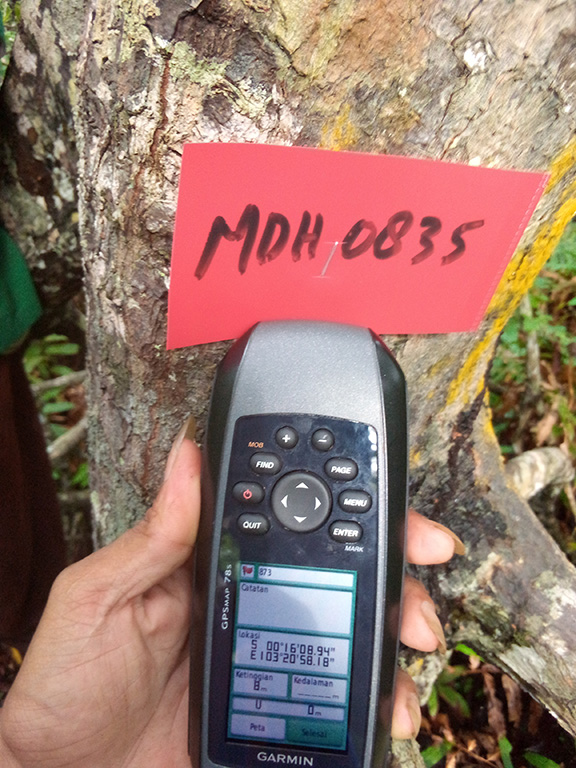 MDH 0835
MOB
+
-
FIND
PAGE
MENU
QUIT
ENTER
MARK
GPSMAP 78s
873
Catatan
Lokasi
S 00°16'08.94"
E 103°20'58.18"
Ketinggian
Kedalaman
8m
____m
U
0m
Peta
Selesai
GARMIN